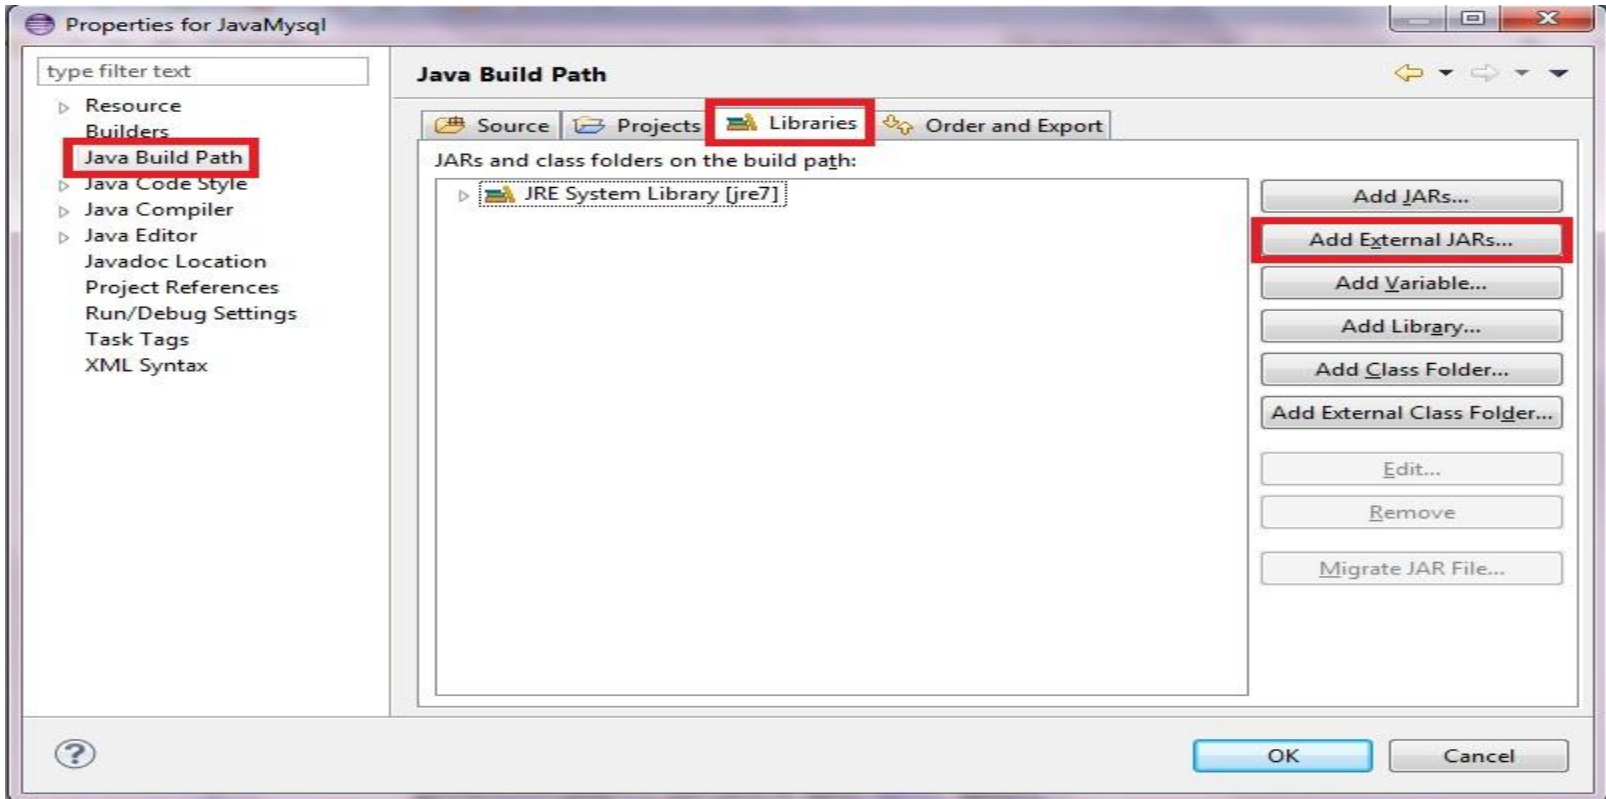 Properties for JavaMysql
type filter text
Resource
Builders
Java Build Path
Java Code Style
Java Compiler
Java Editor
Javadoc Location
Project References
Run/Debug Settings
Task Tags
XML Syntax
Java Build Path
Source Projects Libraries Order and Export
JARs and class folders on the build path:
JRE System Library [jre7]
Add JARs...
Add External JARs...
Add Variable...
Add Library...
Add Class Folder...
Add External Class Folder...
Edit...
Remove
Migrate JAR File...
OK Cancel